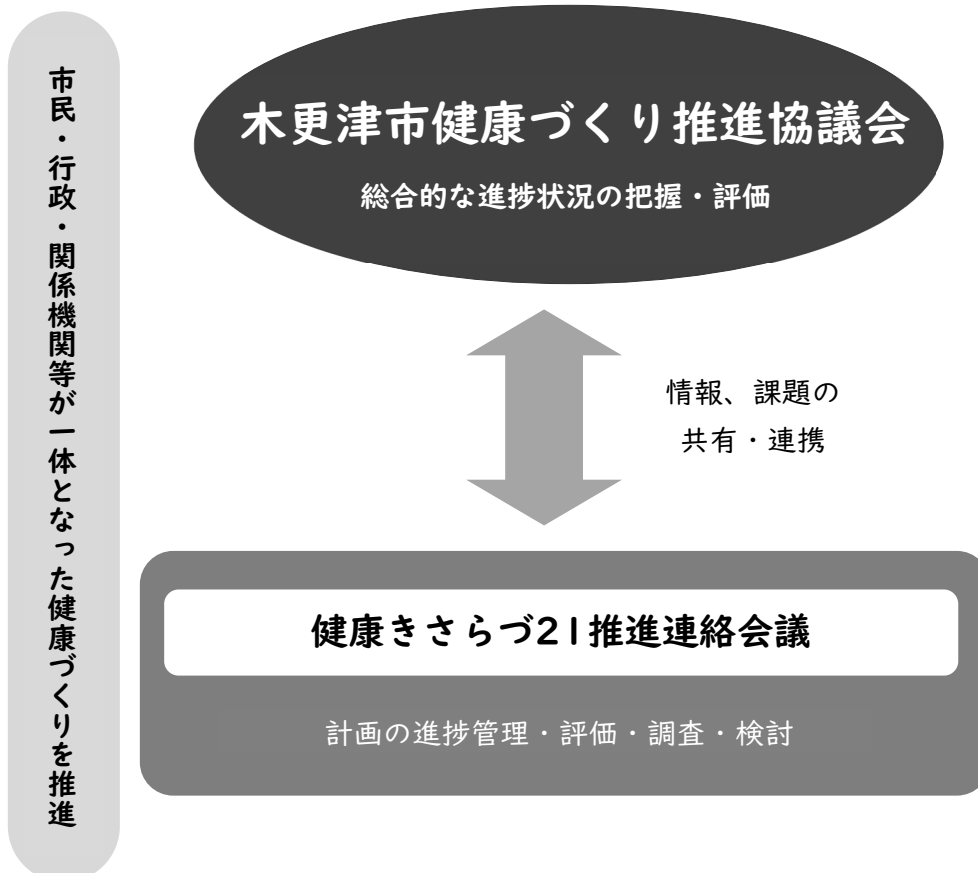 市民・行政・関係機関等が一体となった健康づくりを推進
木更津市健康づくり推進協議会
総合的な進捗状況の把握・評価
情報、課題の
共有・連携
健康きさらづ21推進連絡会議
計画の進捗管理・評価・調査・検討